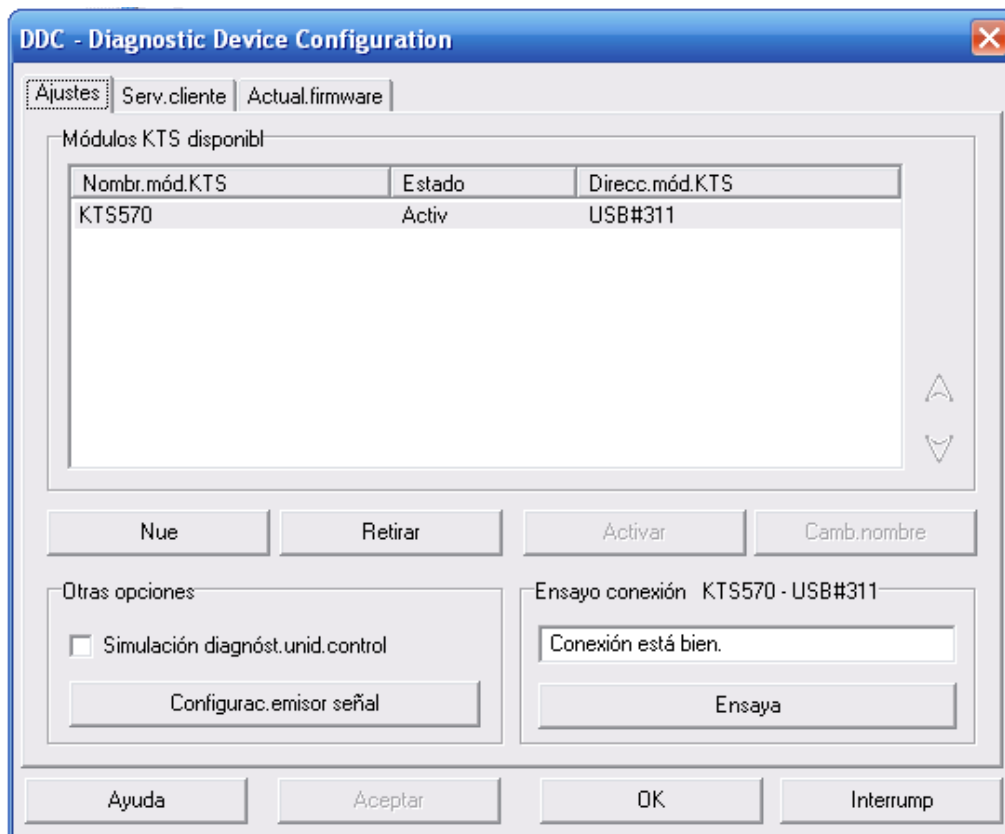 DDC - Diagnostic Device Configuration
Ajustes Serv.cliente Actual.firmware
Módulos KTS disponibl
Nombr.mód.KTS Estado Direcc.mód.KTS
KTS570 Activ USB#311
Nue Retirar Activar Camb.nombre
Otras opciones
Simulación diagnóst.unid.control
Configurac.emisor señal
Ensayo conexión KTS570 - USB#311
Conexión está bien.
Ensaya
Ayuda Aceptar OK Interrump